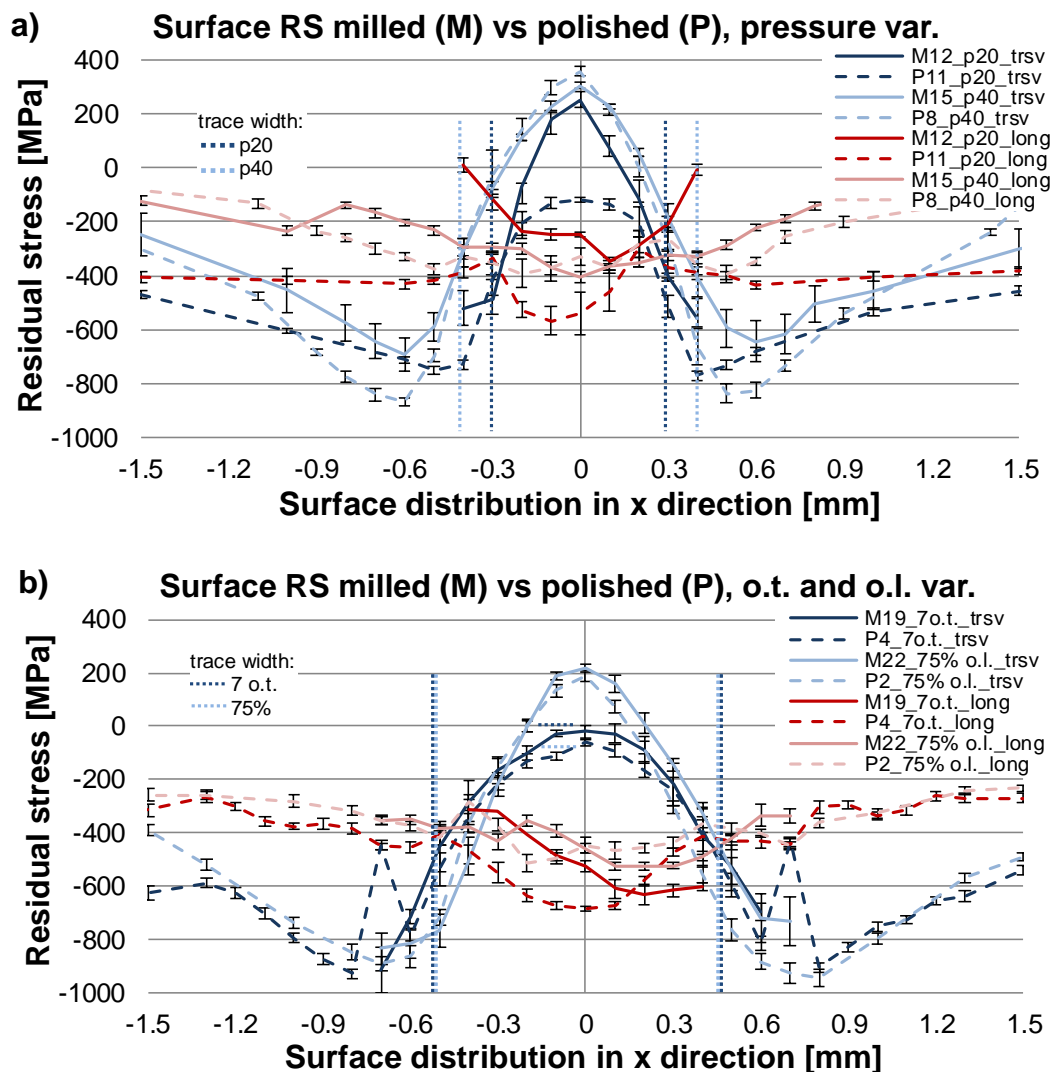 a)
Surface RS milled (M) vs polished (P), pressure var.
Residual stress [MPa]
400
200
0
-200
-400
-600
-800
-1000
trace width:
p20
p40
M12_p20_trsv
P11_p20_trsv
M15_p40_trsv
P8_p40_trsv
M12_p20_long
P11_p20_long
M15_p40_long
P8_p40_long
-1.5 -1.2 -0.9 -0.6 -0.3 0 0.3 0.6 0.9 1.2 1.5
Surface distribution in x direction [mm]
b)
Surface RS milled (M) vs polished (P), o.t. and o.l. var.
Residual stress [MPa]
400
200
0
-200
-400
-600
-800
-1000
trace width:
7 o.t.
75%
M19_7o.t._trsv
P4_7o.t._trsv
M22_75% o.l._trsv
P2_75% o.l._trsv
M19_7o.t._long
P4_7o.t._long
M22_75% o.l._long
P2_75% o.l._long
-1.5 -1.2 -0.9 -0.6 -0.3 0 0.3 0.6 0.9 1.2 1.5
Surface distribution in x direction [mm]